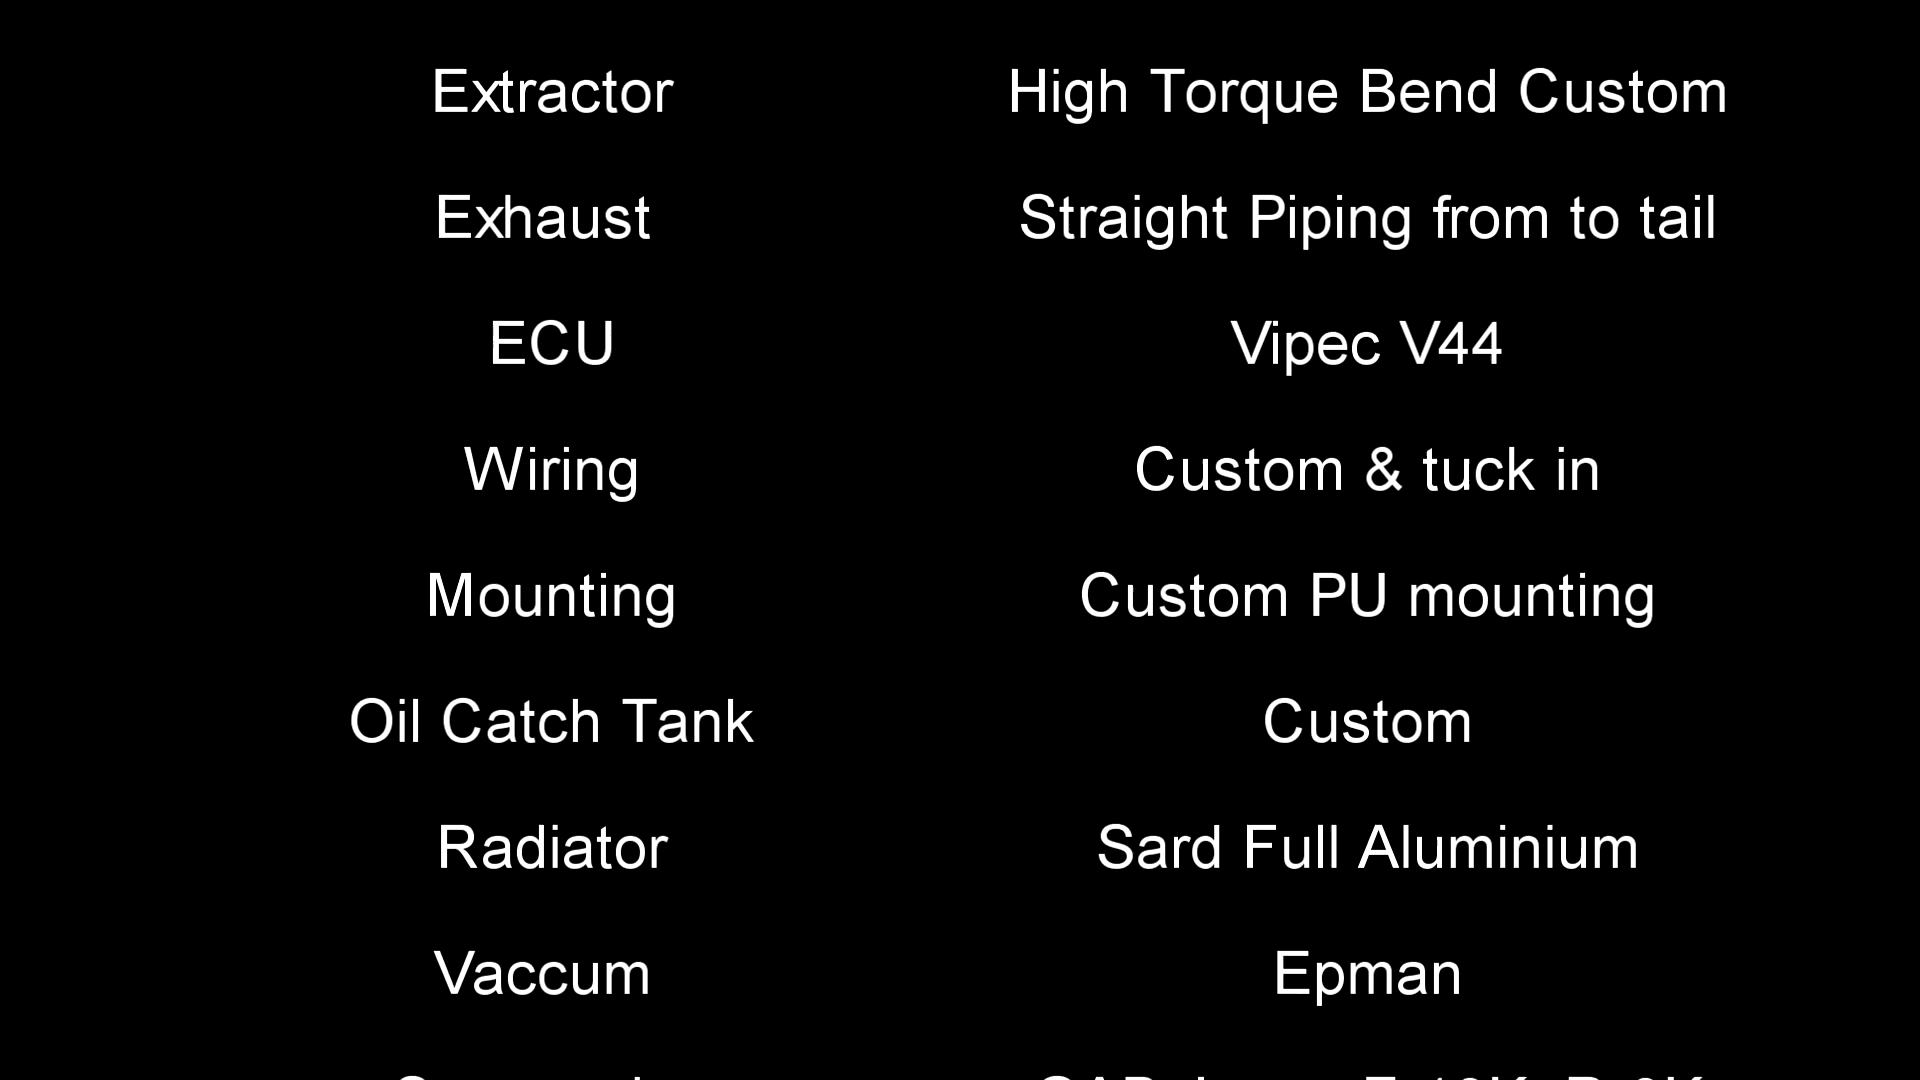 Extractor High Torque Bend Custom
Exhaust Straight Piping from to tail
ECU Vipec V44
Wiring Custom & tuck in
Mounting Custom PU mounting
Oil Catch Tank Custom
Radiator Sard Full Aluminium
Vaccum Epman